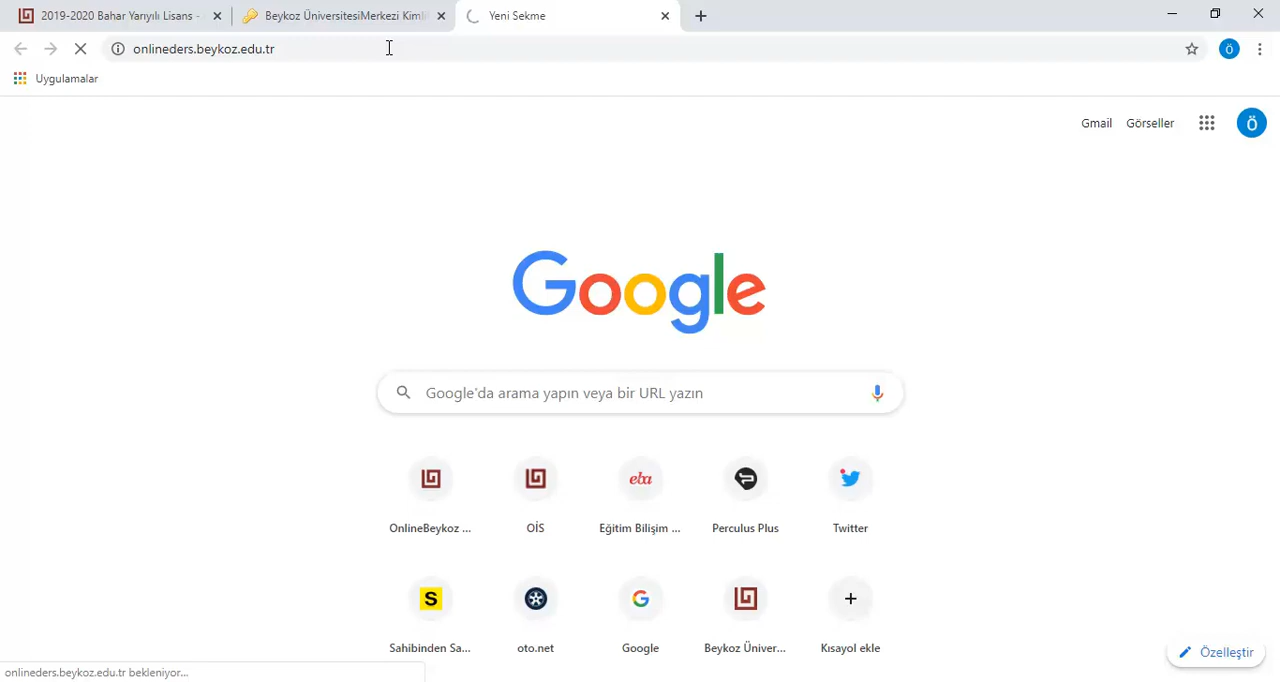 2019-2020 Bahar Yarıyılı Lisans -
Beykoz ÜniversitesiMerkezi Kimli
Yeni Sekme
onlineders.beykoz.edu.tr
Ö
Uygulamalar
Gmail
Görseller
Ö
Google
Google'da arama yapın veya bir URL yazın
eba
OnlineBeykoz ...
OİS
Eğitim Bilişim ...
Perculus Plus
Twitter
S
G
Sahibinden Sa...
oto.net
Google
Beykoz Üniver...
Kısayol ekle
Özelleştir
onlineders.beykoz.edu.tr bekleniyor...